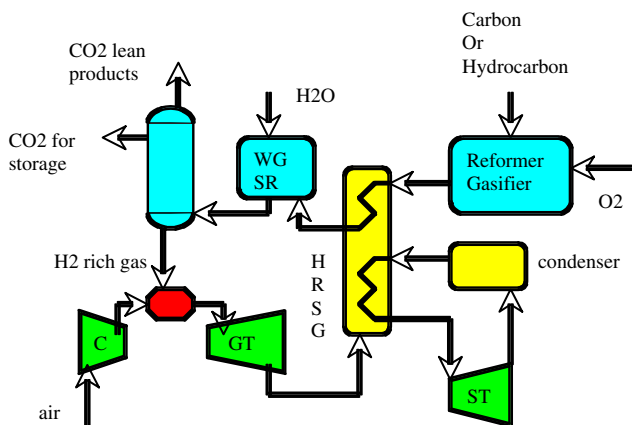 CO2 lean
products
Carbon
Or
Hydrocarbon
H2O
CO2 for
storage
WG
SR
Reformer
Gasifier
O2
H2 rich gas
H
R
S
G
condenser
C
GT
ST
air